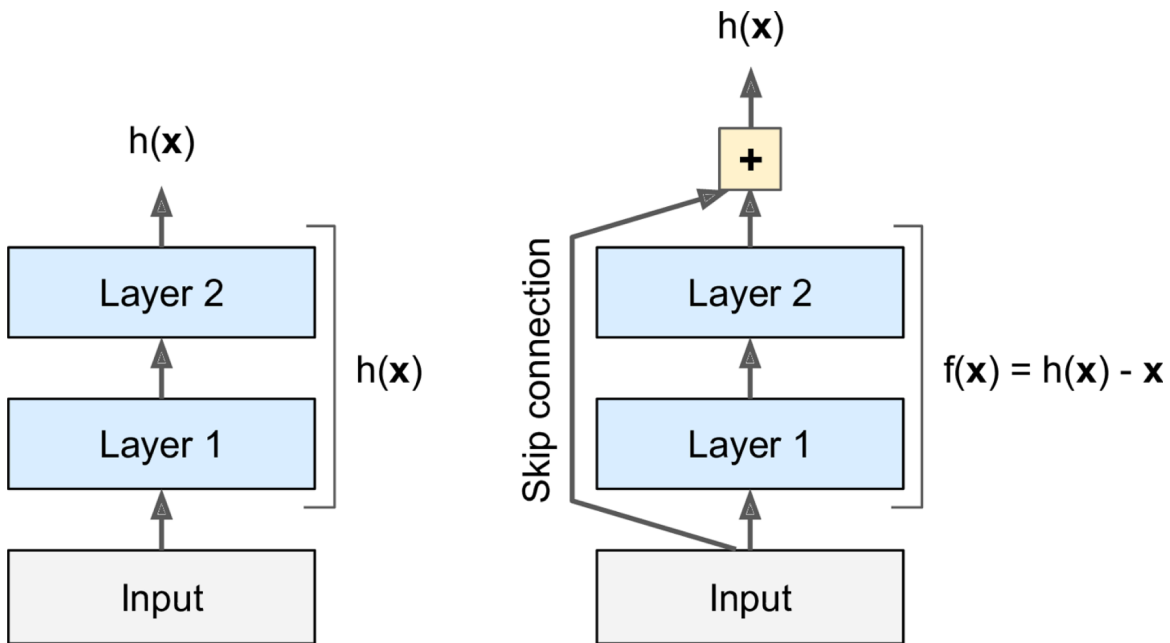 h(x)
Layer 2
Layer 1
h(x)
Input
h(x)
+
Skip connection
Layer 2
Layer 1
f(x) = h(x) - x
Input